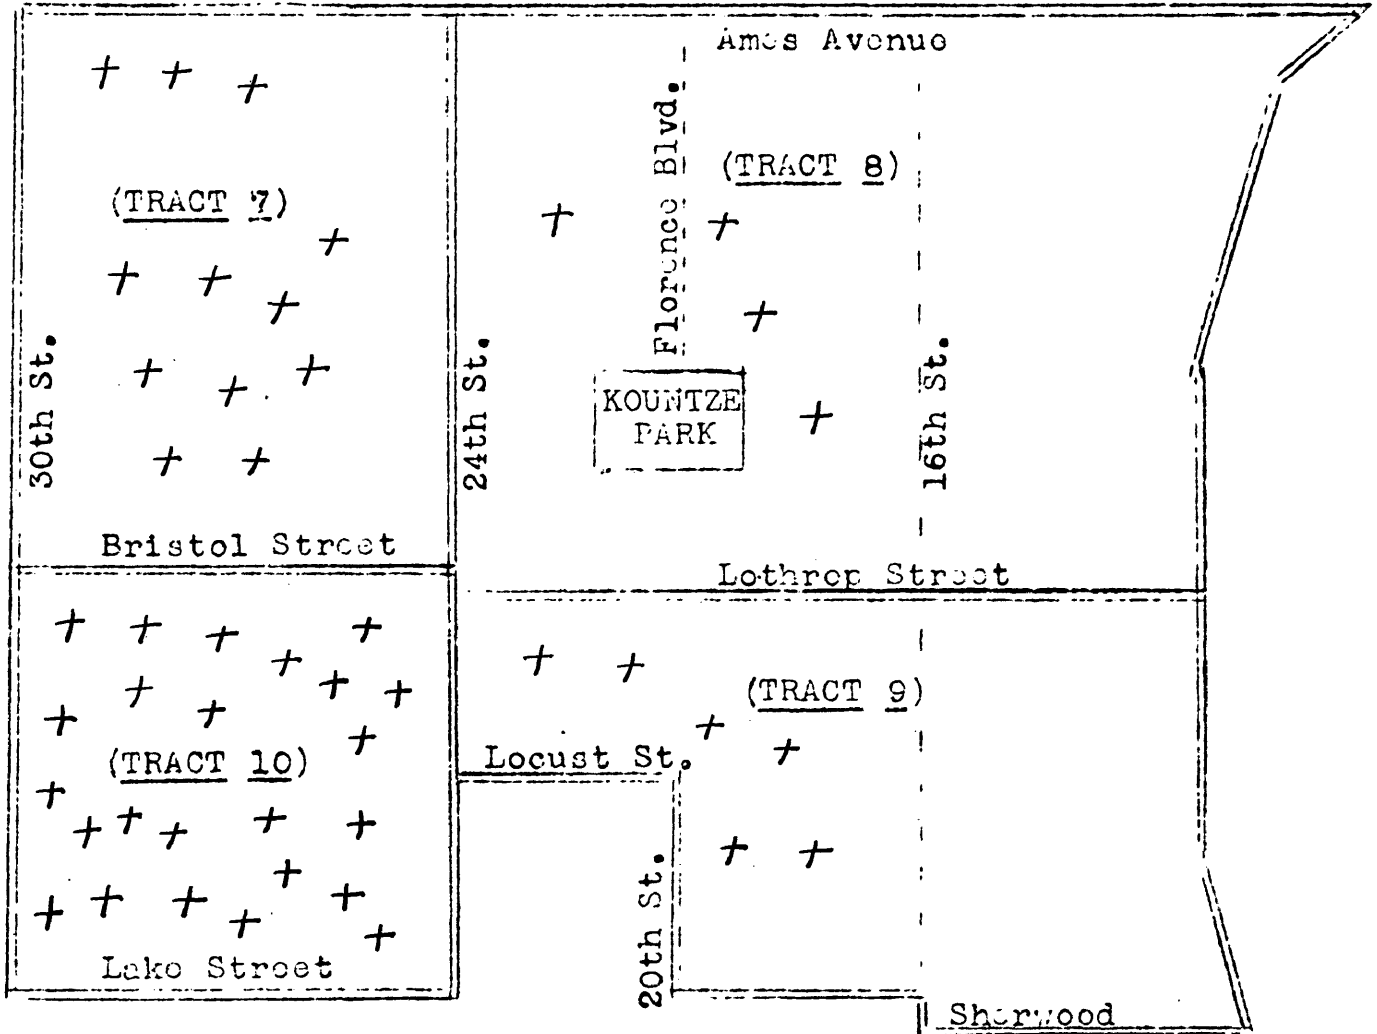 Ames Avenue
Florence Blvd.
(TRACT 8)
(TRACT 7)
30th St.
24th St.
16th St.
KOUNTZE
PARK
Bristol Street
Lothrop Street
(TRACT 9)
Locust St.
(TRACT 10)
20th St.
Lake Street
Sherwood